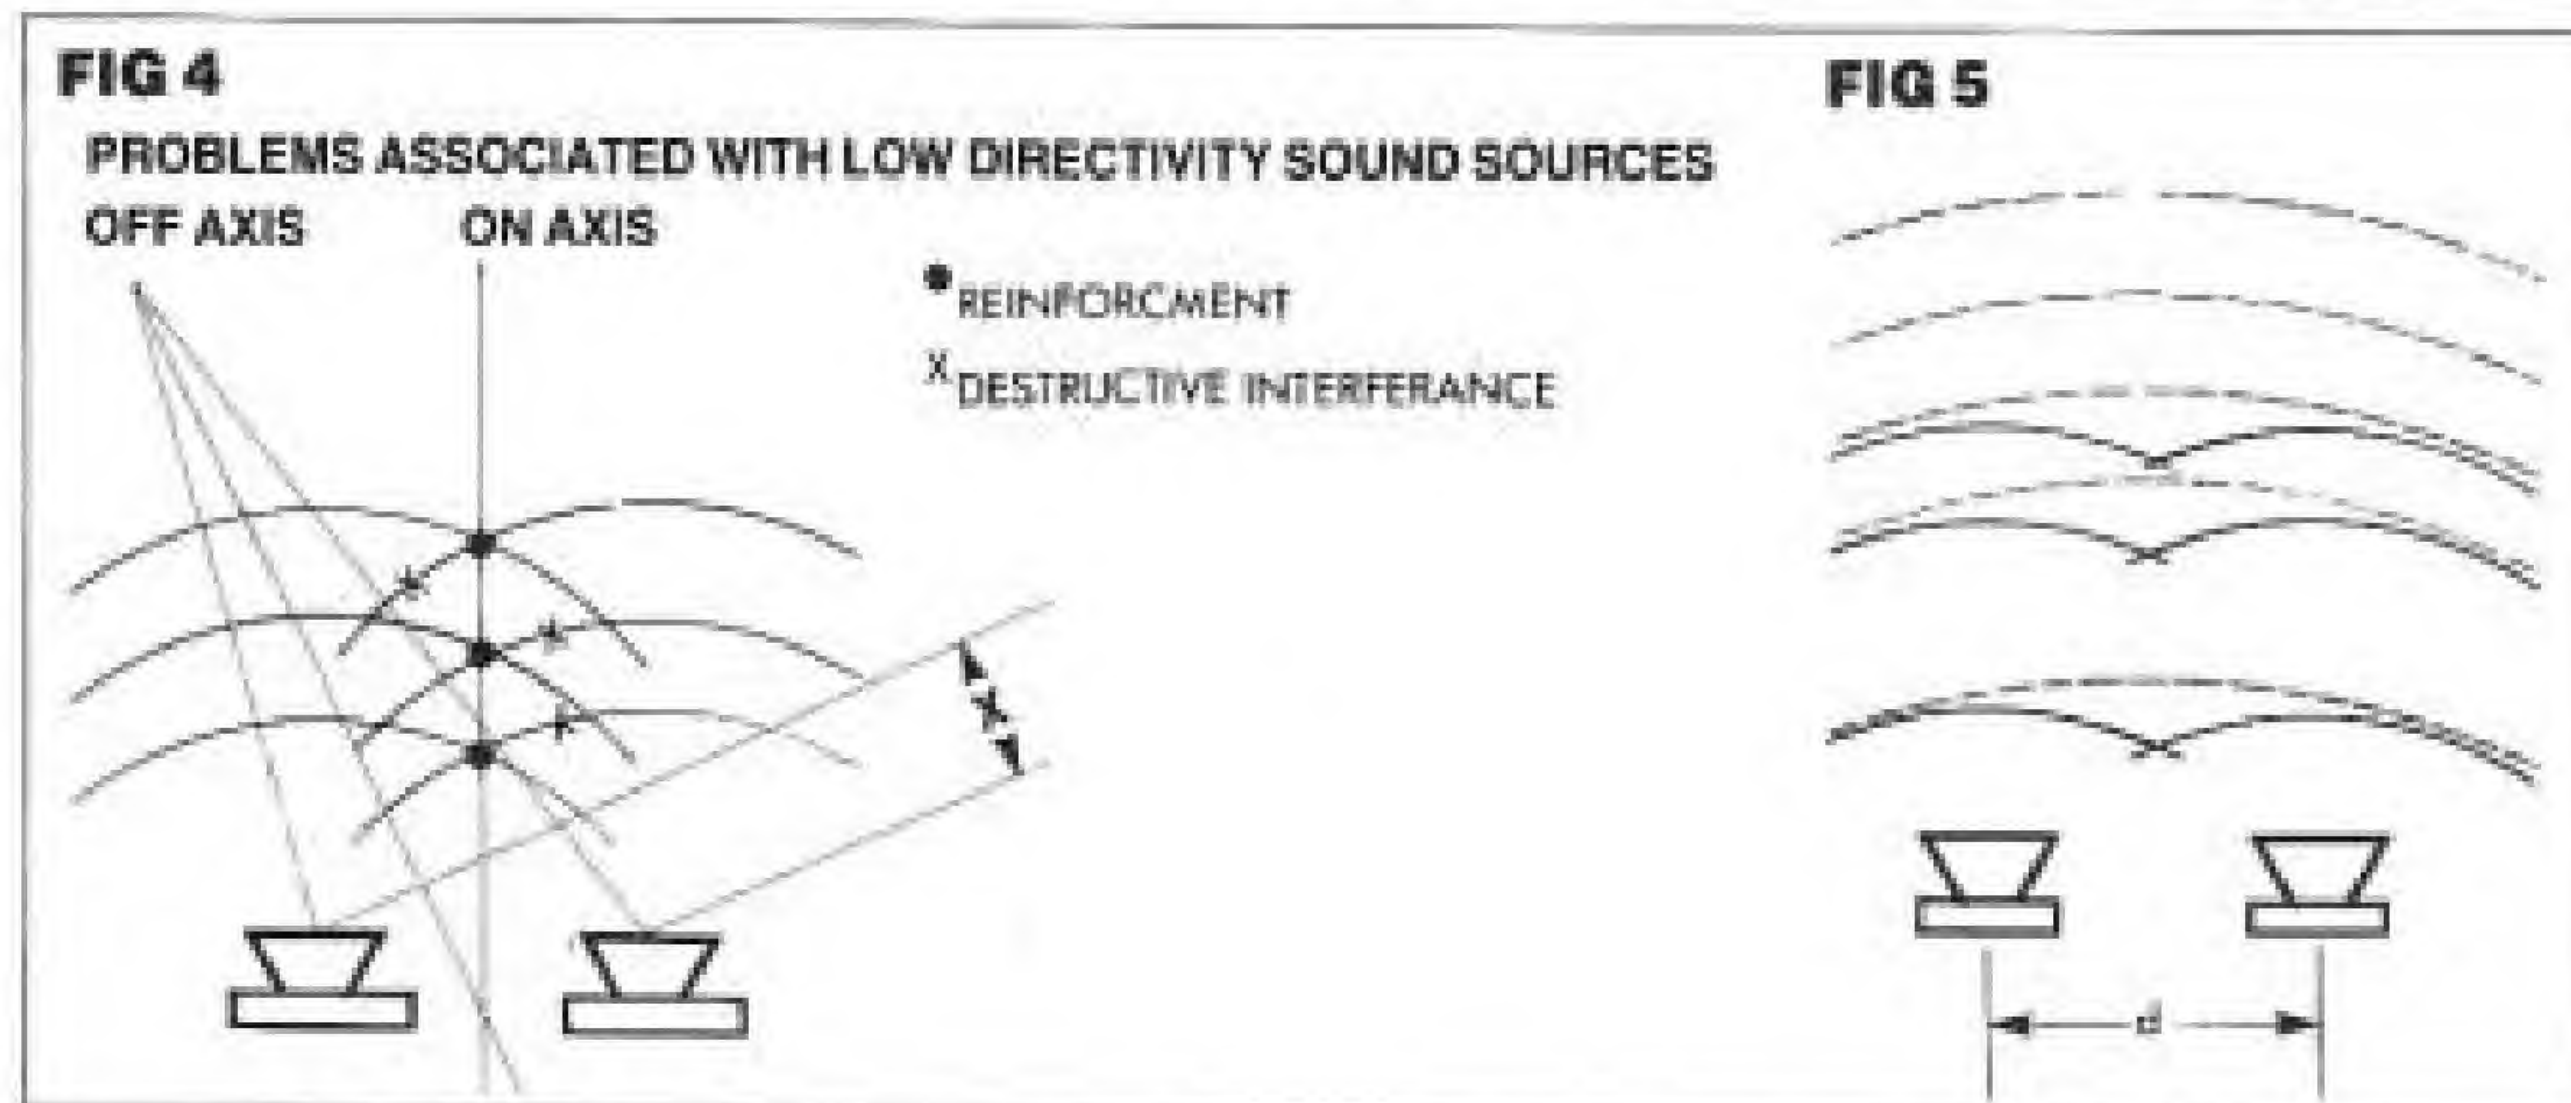 FIG 4
PROBLEMS ASSOCIATED WITH LOW DIRECTIVITY SOUND SOURCES
OFF AXIS ON AXIS
REINFORCMENT
X DESTRUCTIVE INTERFERANCE
X
FIG 5
d